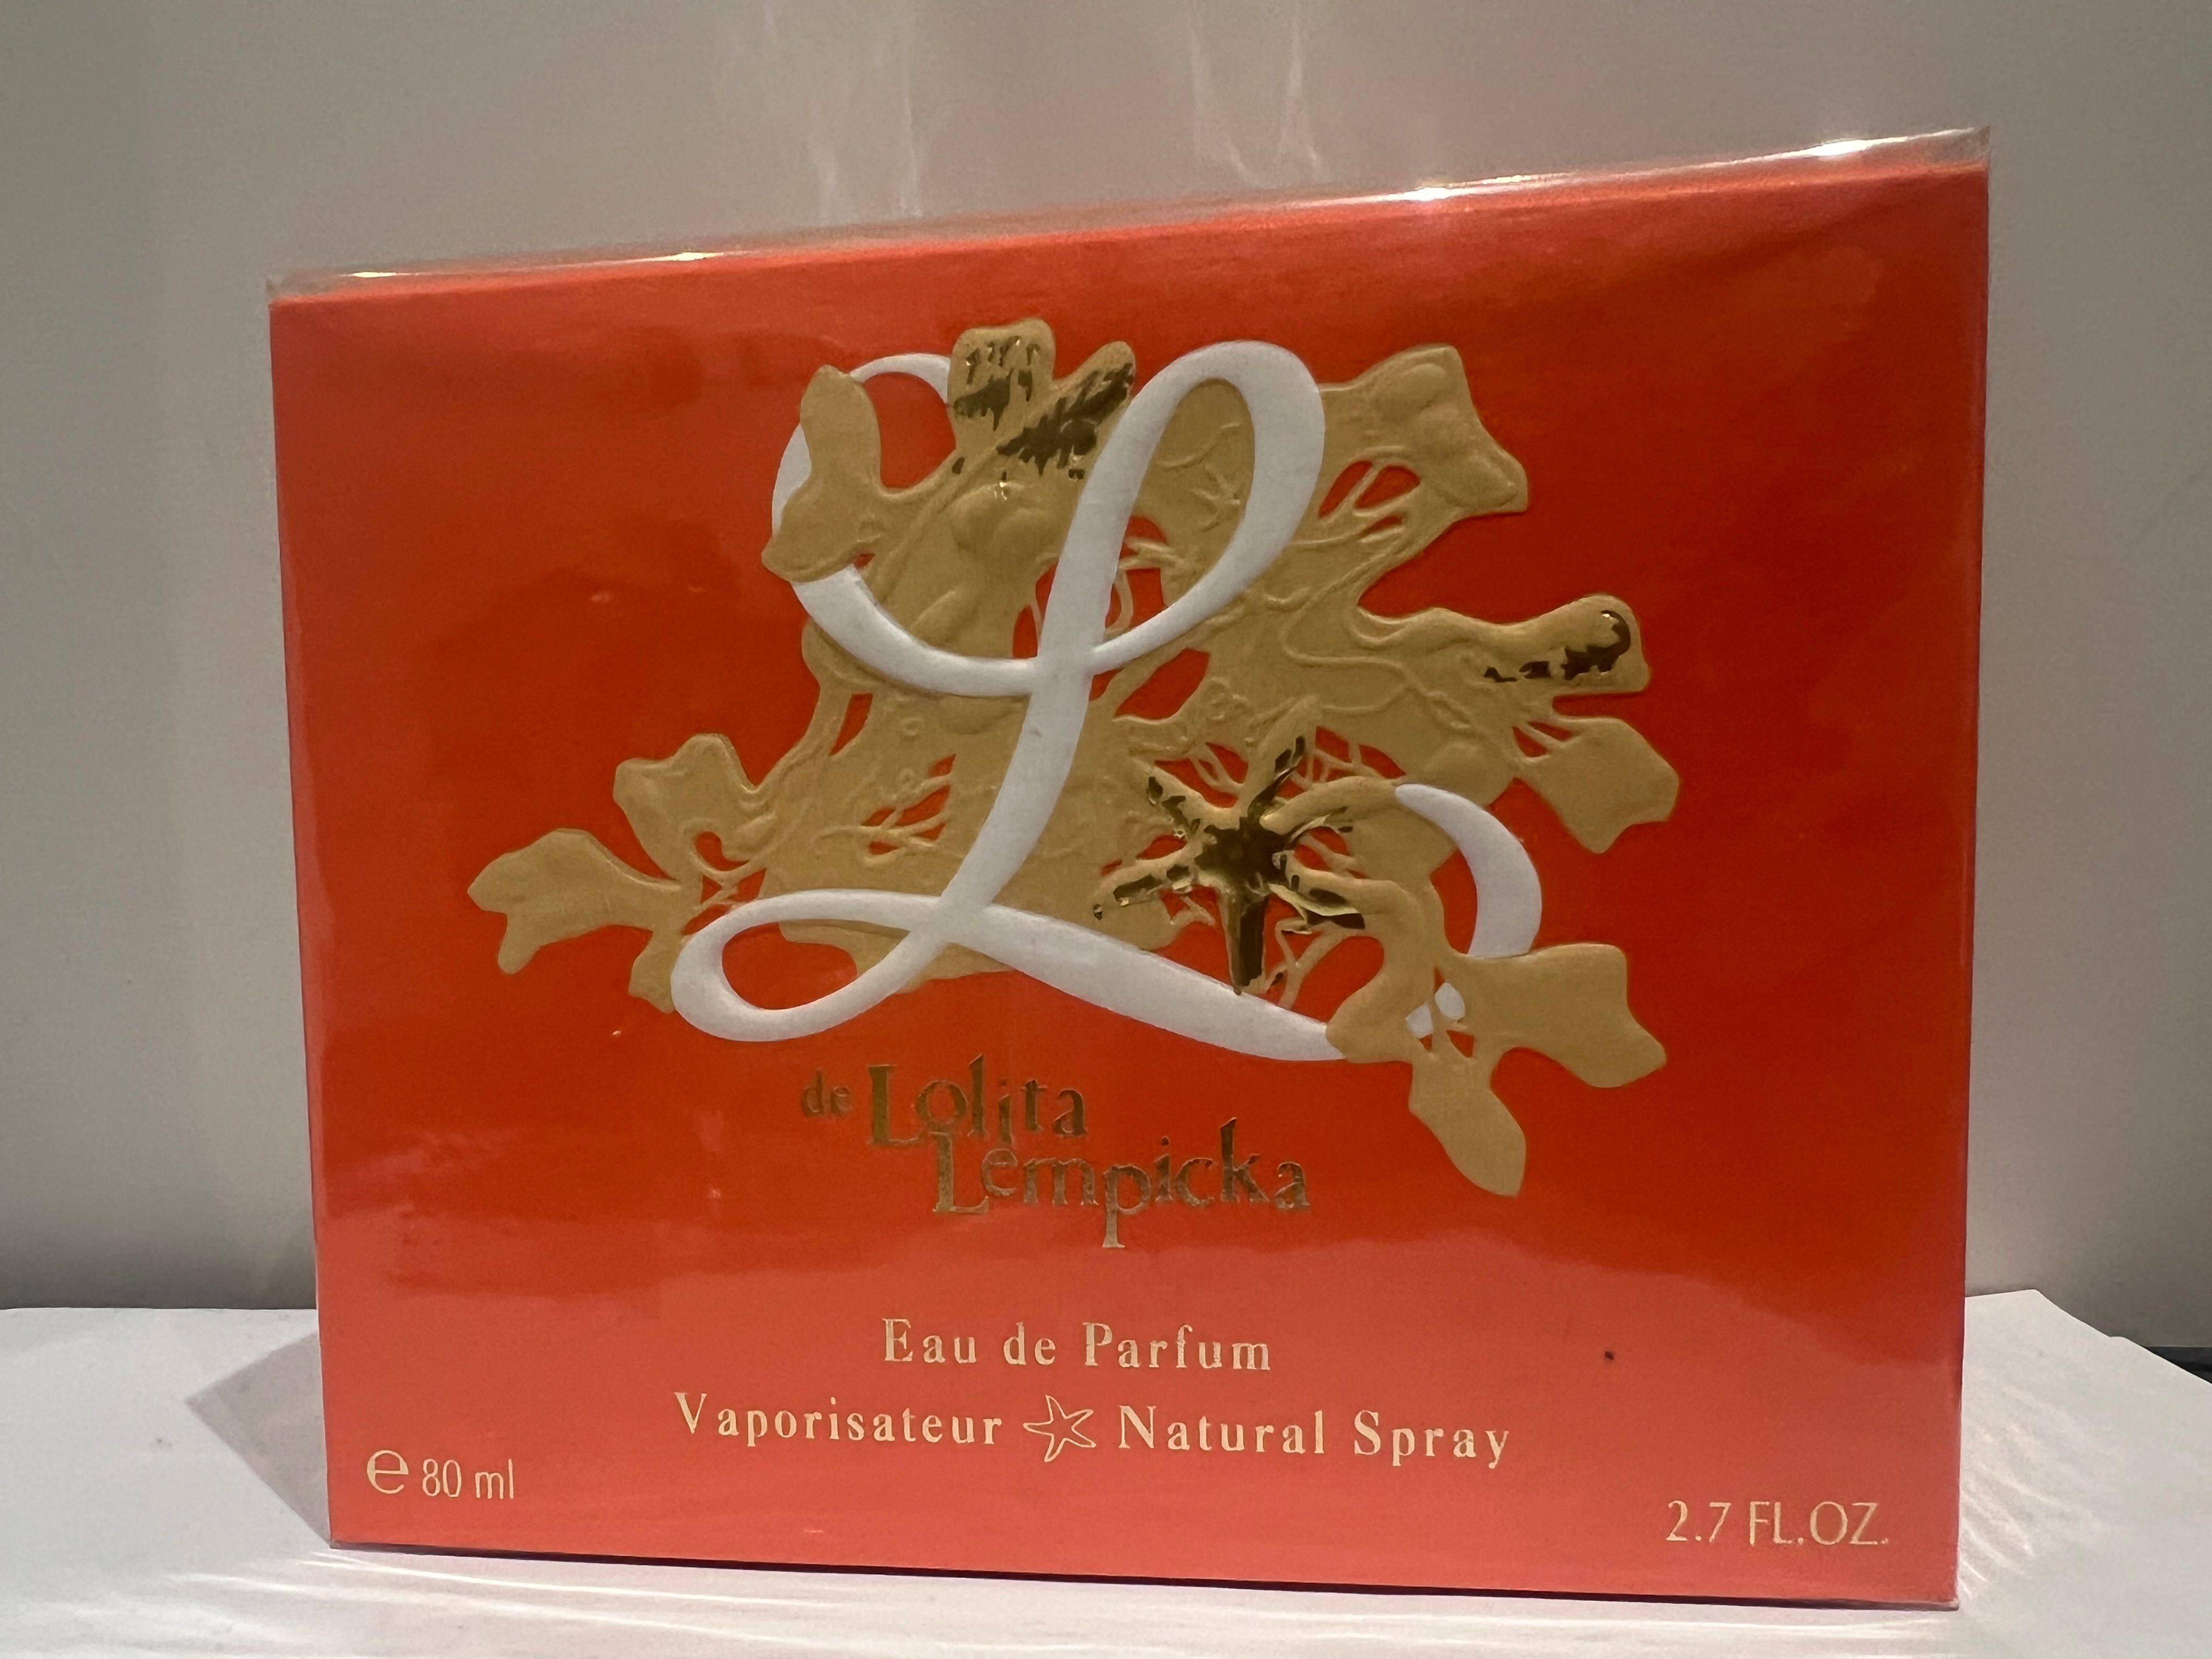 L
de Lolita
Lempicka
Eau de Parfum
Vaporisateur Natural Spray
℮ 80 ml
2.7 FL.OZ.